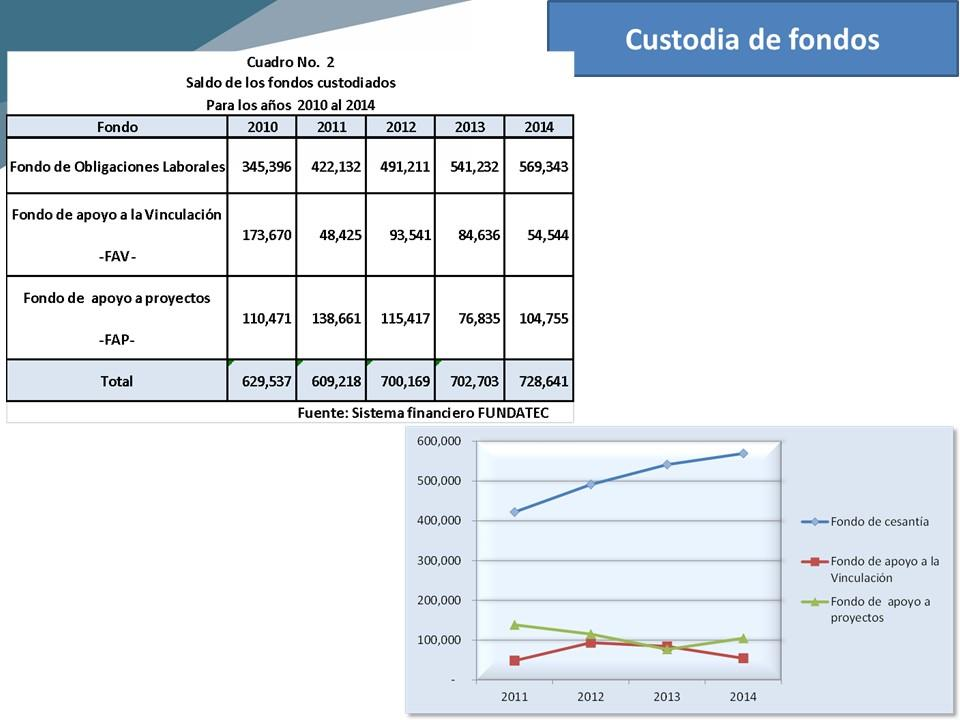 Custodia de fondos
Cuadro No. 2
Saldo de los fondos custodiados
Para los años 2010 al 2014
Fondo 2010 2011 2012 2013 2014
Fondo de Obligaciones Laborales 345,396 422,132 491,211 541,232 569,343
Fondo de apoyo a la Vinculación
-FAV- 173,670 48,425 93,541 84,636 54,544
Fondo de apoyo a proyectos
-FAP- 110,471 138,661 115,417 76,835 104,755
Total 629,537 609,218 700,169 702,703 728,641
Fuente: Sistema financiero FUNDATEC
600,000
500,000
400,000
300,000
200,000
100,000
-
2011 2012 2013 2014
Fondo de cesantía
Fondo de apoyo a la
Vinculación
Fondo de apoyo a
proyectos